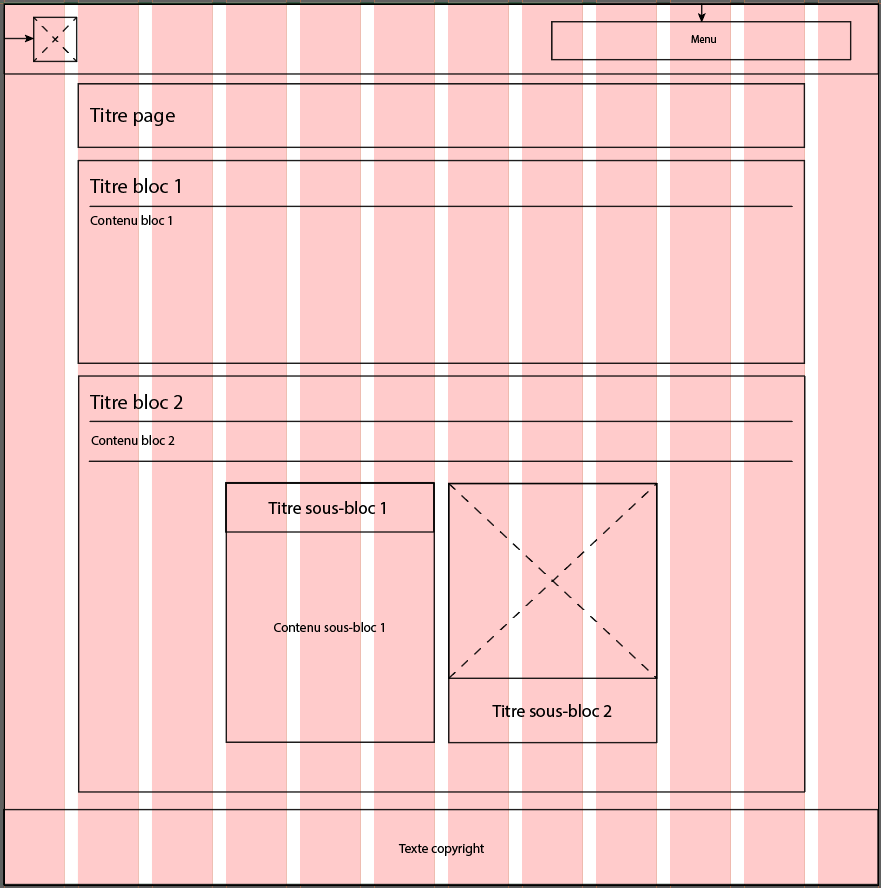 Menu
Titre page
Titre bloc 1
Contenu bloc 1
Titre bloc 2
Contenu bloc 2
Titre sous-bloc 1
Contenu sous-bloc 1
Titre sous-bloc 2
Texte copyright